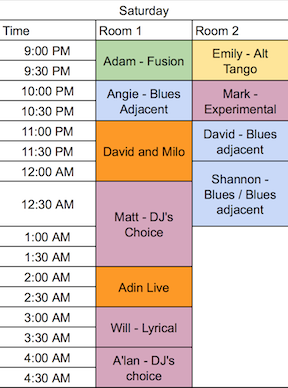 Saturday
Time Room 1 Room 2
9:00 PM
9:30 PM
Adam - Fusion
Emily - Alt
Tango
10:00 PM
10:30 PM
Angie - Blues
Adjacent
Mark -
Experimental
11:00 PM
11:30 PM
12:00 AM
David and Milo
David - Blues
adjacent
Shannon -
Blues / Blues
adjacent
12:30 AM
1:00 AM
1:30 AM
Matt - DJ's
Choice
2:00 AM
2:30 AM
Adin Live
3:00 AM
3:30 AM
Will - Lyrical
4:00 AM
4:30 AM
A'lan - DJ's
choice